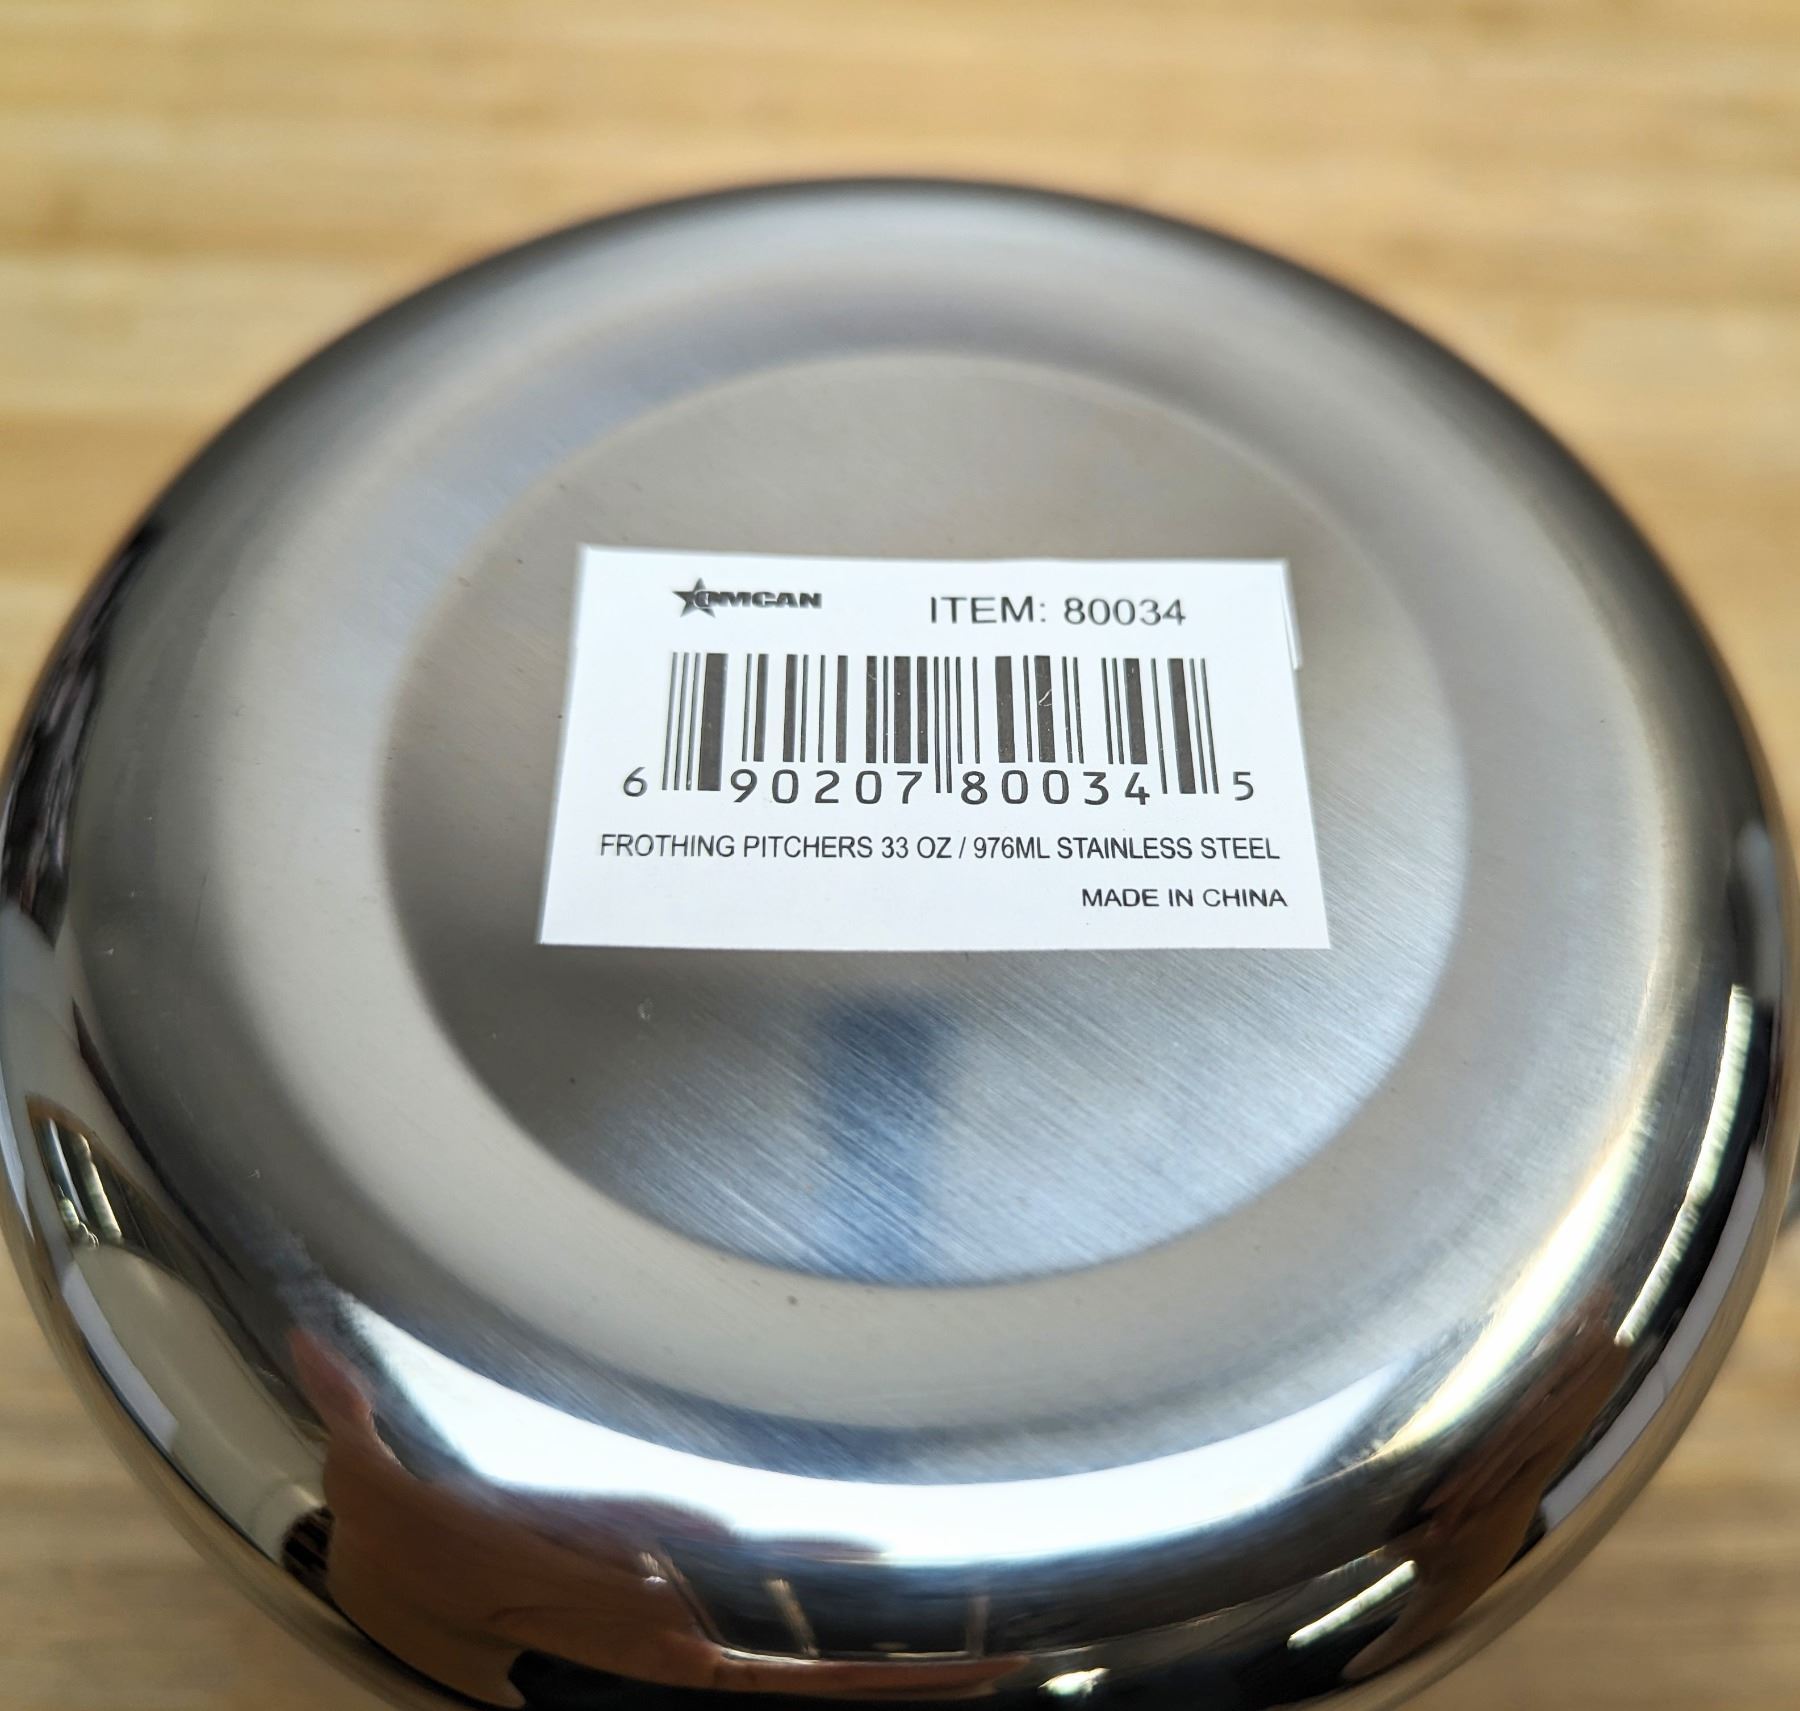 OMCAN ITEM: 80034
6 90207 80034 5
FROTHING PITCHERS 33 OZ / 976ML STAINLESS STEEL
MADE IN CHINA